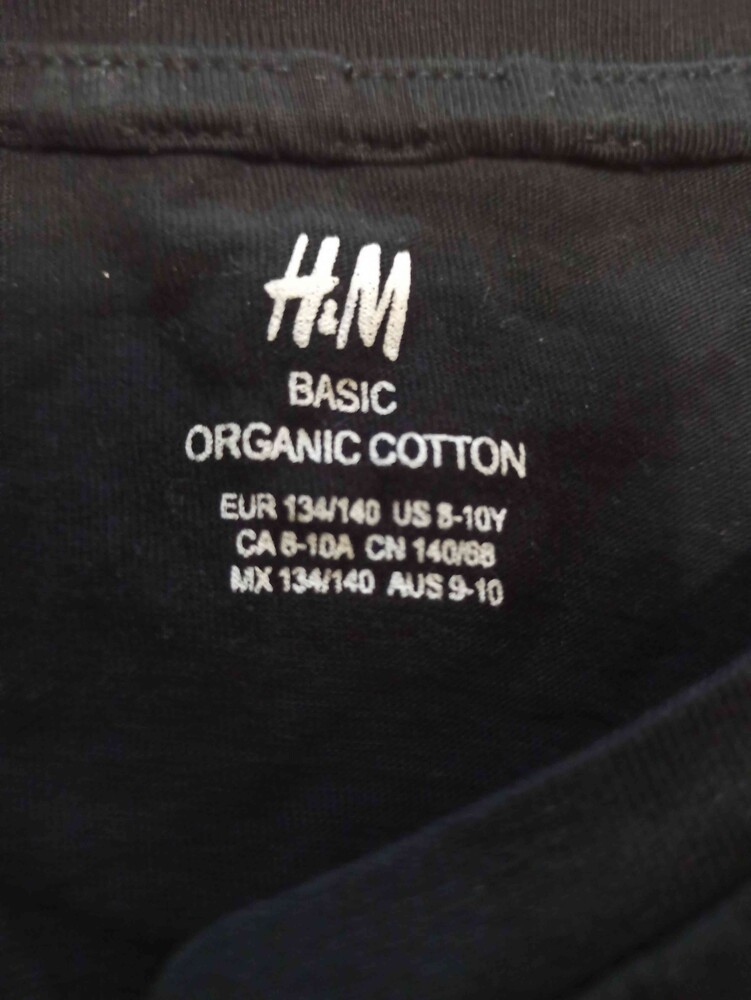 H&M
BASIC
ORGANIC COTTON
EUR 134/140 US 8-10Y
CA 8-10A CN 140/68
MX 134/140 AUS 9-10